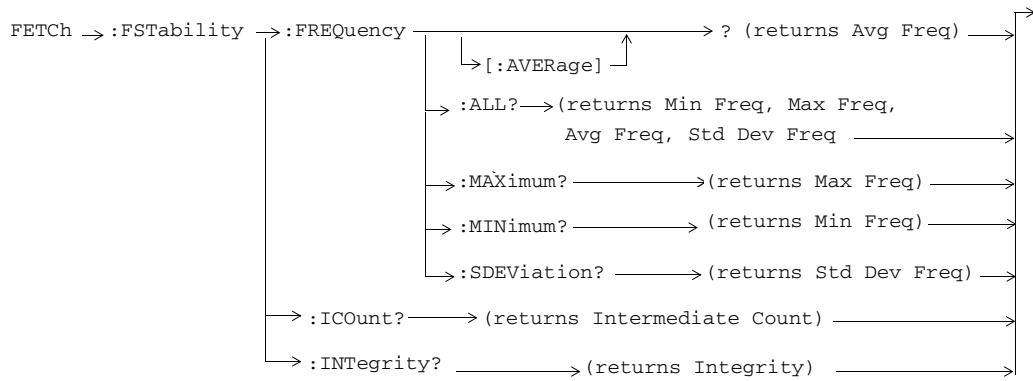 FETCh :FSTability :FREQuency ? (returns Avg Freq)
[:AVERage]
:ALL? (returns Min Freq, Max Freq,
Avg Freq, Std Dev Freq
:MAXimum? (returns Max Freq)
:MINimum? (returns Min Freq)
:SDEViation? (returns Std Dev Freq)
:ICOunt? (returns Intermediate Count)
:INTegrity? (returns Integrity)